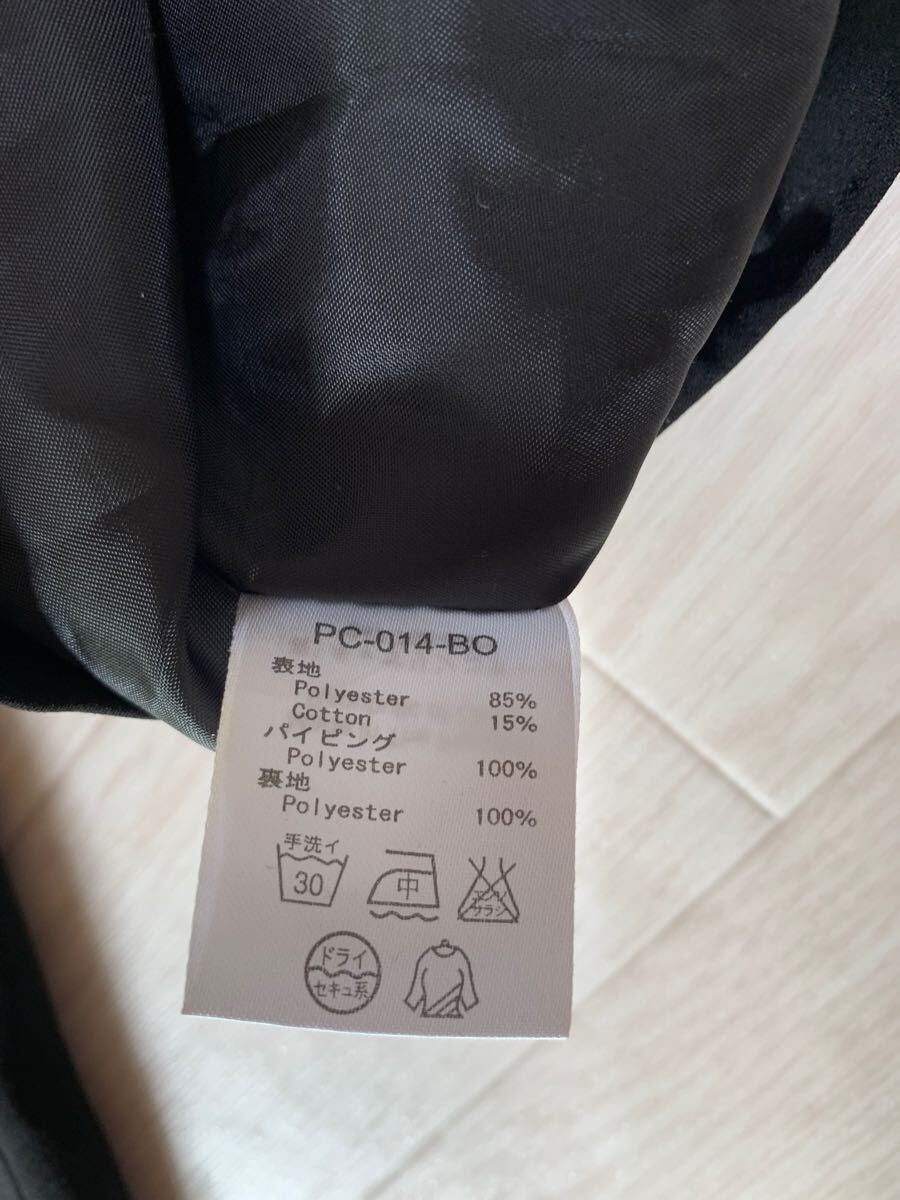 PC-014-BO
表地
Polyester 85%
Cotton 15%
パイピング
Polyester 100%
裏地
Polyester 100%
手洗イ
30
中
エンソ
サラシ
ドライ
セキュ系